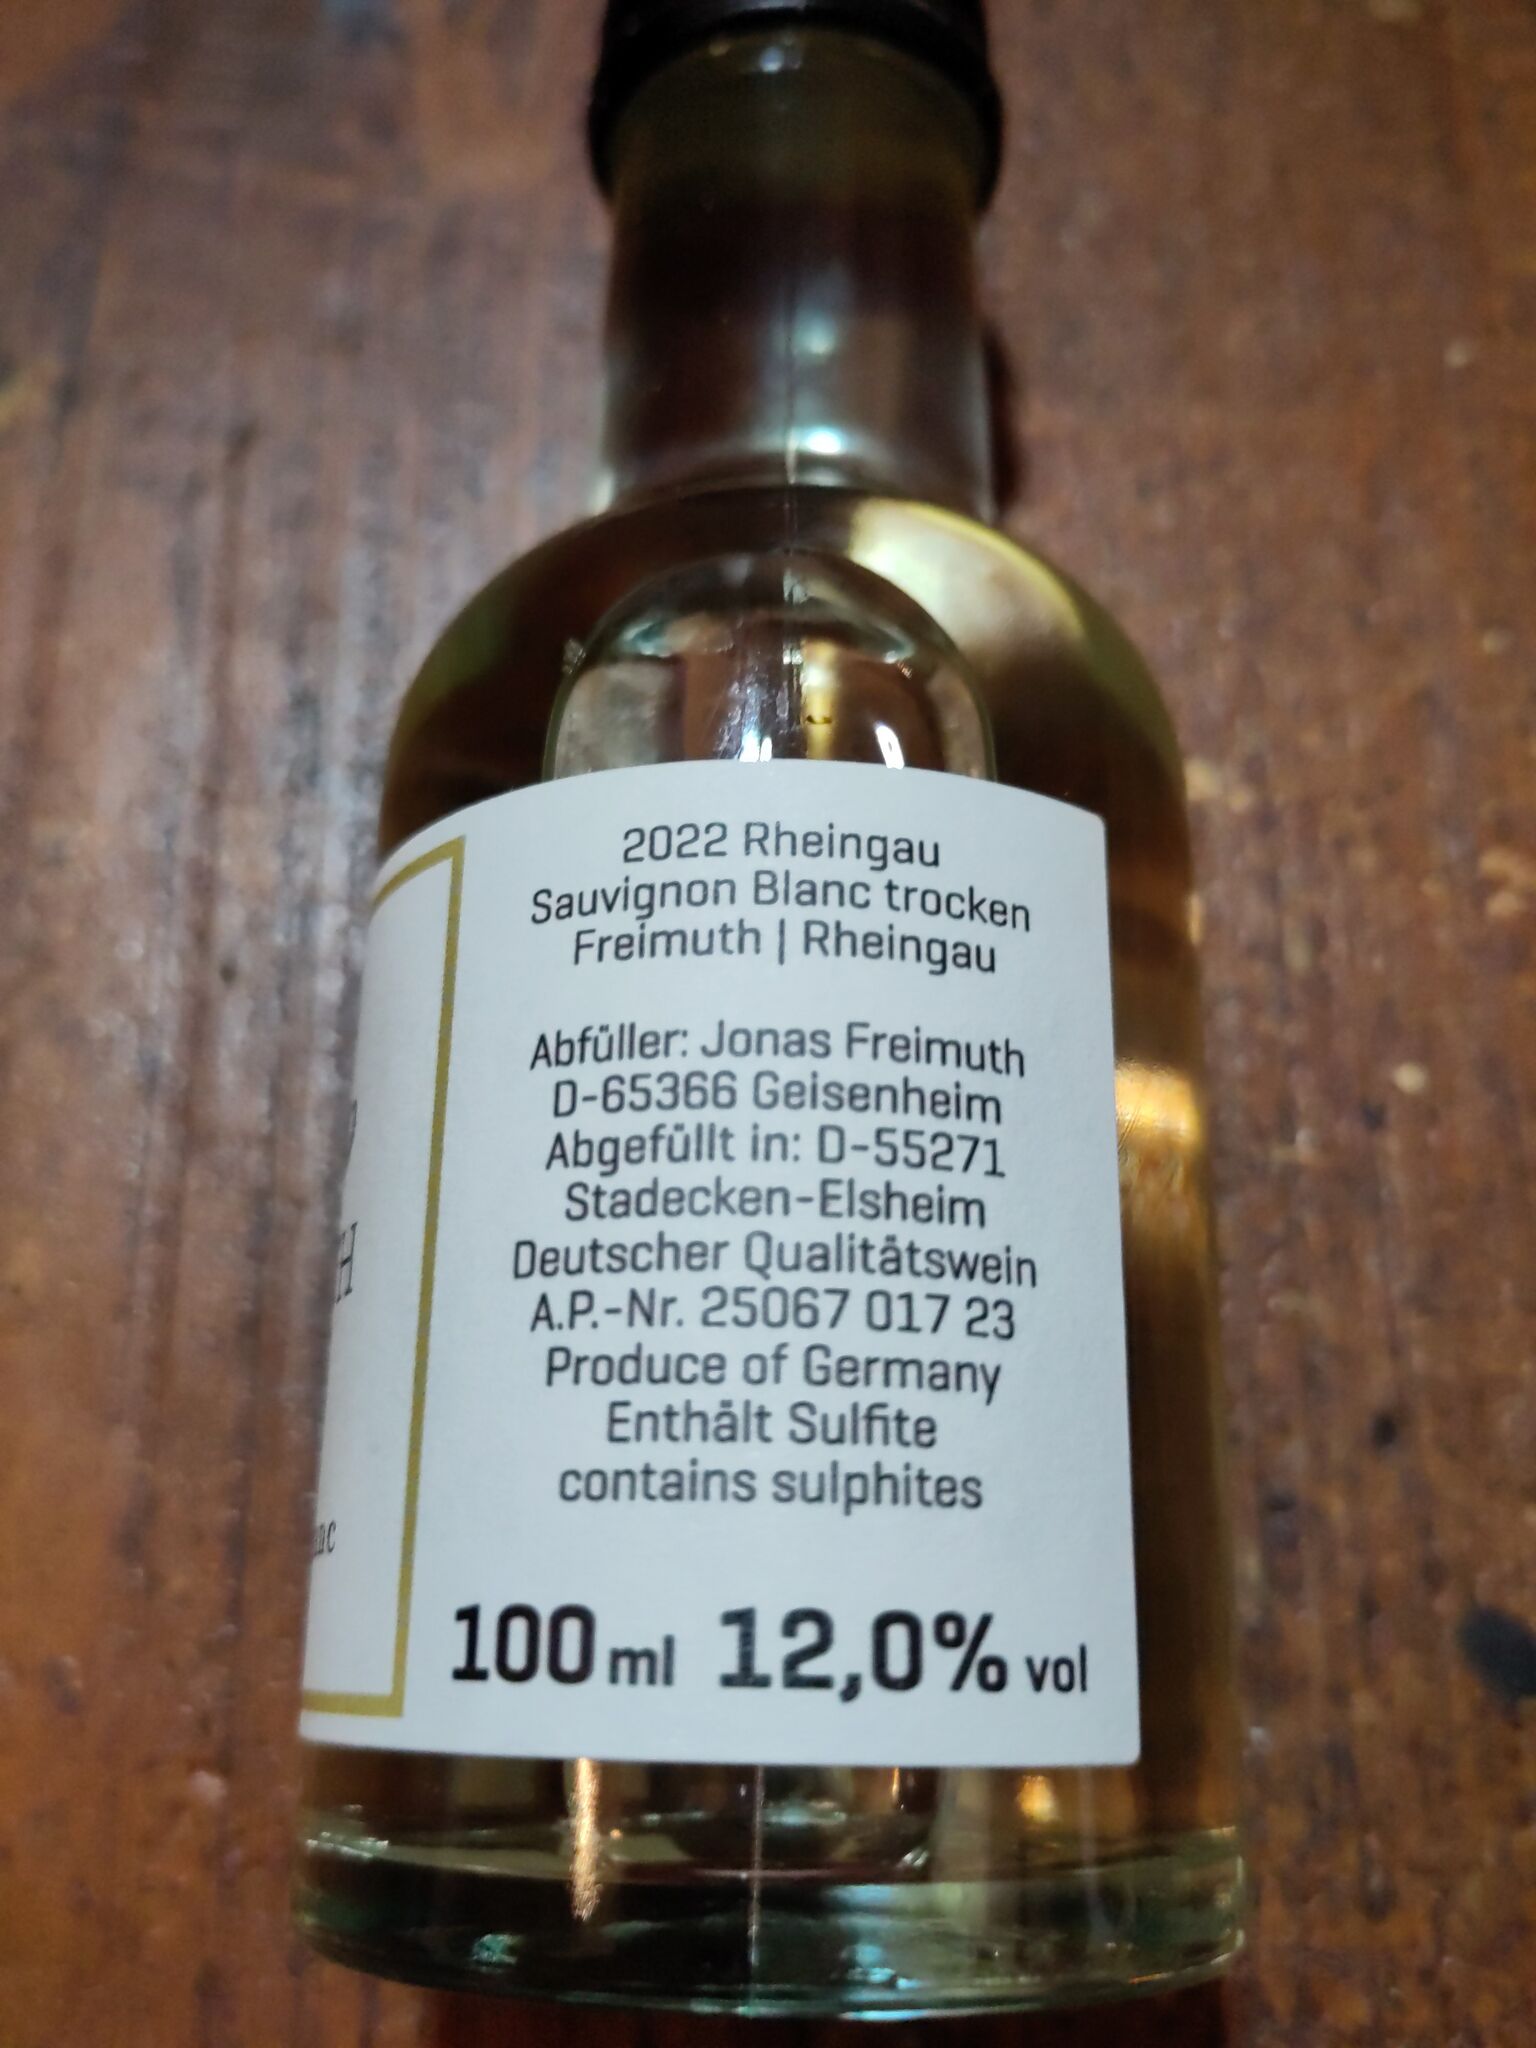 2022 Rheingau
Sauvignon Blanc trocken
Freimuth | Rheingau
Abfüller: Jonas Freimuth
D-65366 Geisenheim
Abgefüllt in: D-55271
Stadecken-Elsheim
Deutscher Qualitätswein
A.P.-Nr. 25067 017 23
Produce of Germany
Enthält Sulfite
contains sulphites
100 ml 12,0% vol